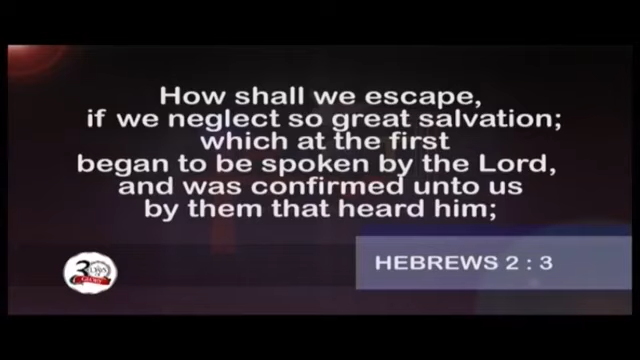 How shall we escape,
if we neglect so great salvation;
which at the first
began to be spoken by the Lord,
and was confirmed unto us
by them that heard him;
HEBREWS 2 : 3
3